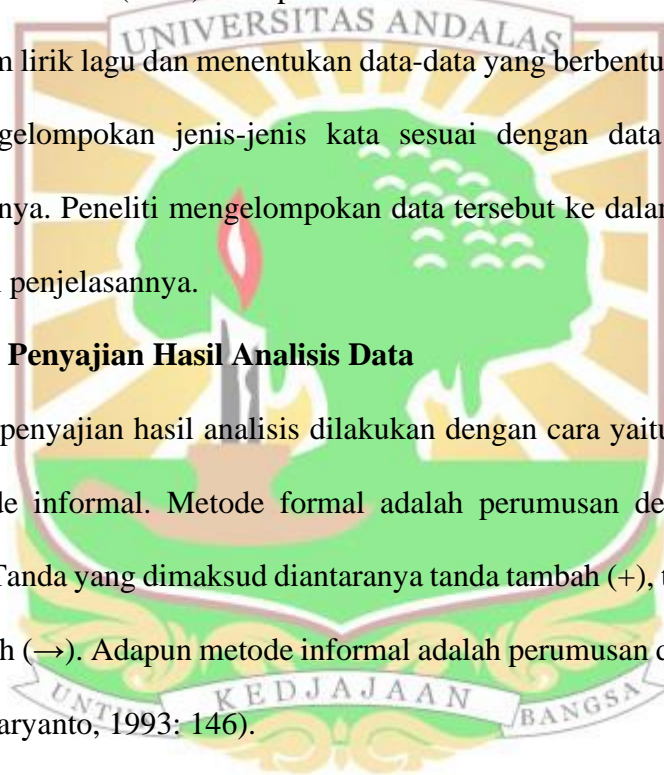 UNIVERSITAS ANDALAS
lirik lagu dan menentukan data-data yang berbentu
gelompokan jenis-jenis kata sesuai dengan data
nya. Peneliti mengelompokan data tersebut ke dalam
penjelasannya.
Penyajian Hasil Analisis Data
penyajian hasil analisis dilakukan dengan cara yaitu
de informal. Metode formal adalah perumusan de
Tanda yang dimaksud diantaranya tanda tambah (+), t
h (→). Adapun metode informal adalah perumusan
aryanto, 1993: 146).
UNTUK KEDJAJAAN BANGSA